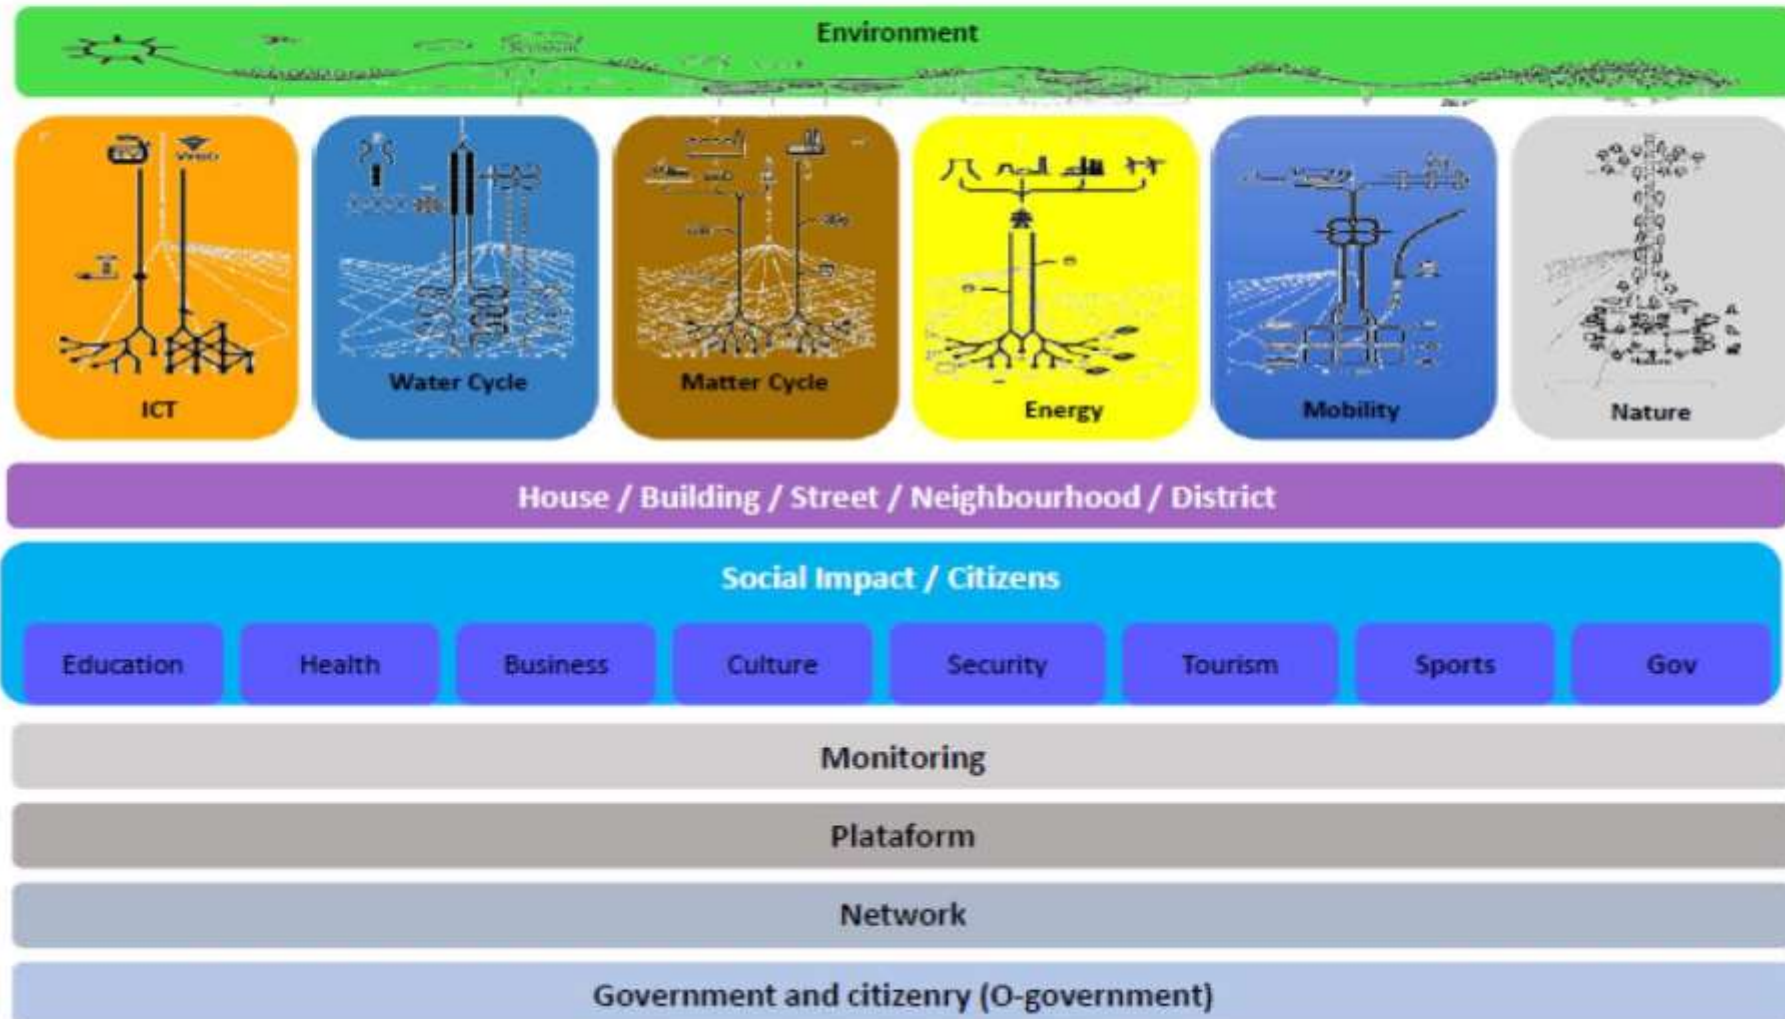 Environment
ICT
Water Cycle
Matter Cycle
Energy
Mobility
Nature
House / Building / Street / Neighbourhood / District
Social Impact / Citizens
Education
Health
Business
Culture
Security
Tourism
Sports
Gov
Monitoring
Plataform
Network
Government and citizenry (O-government)